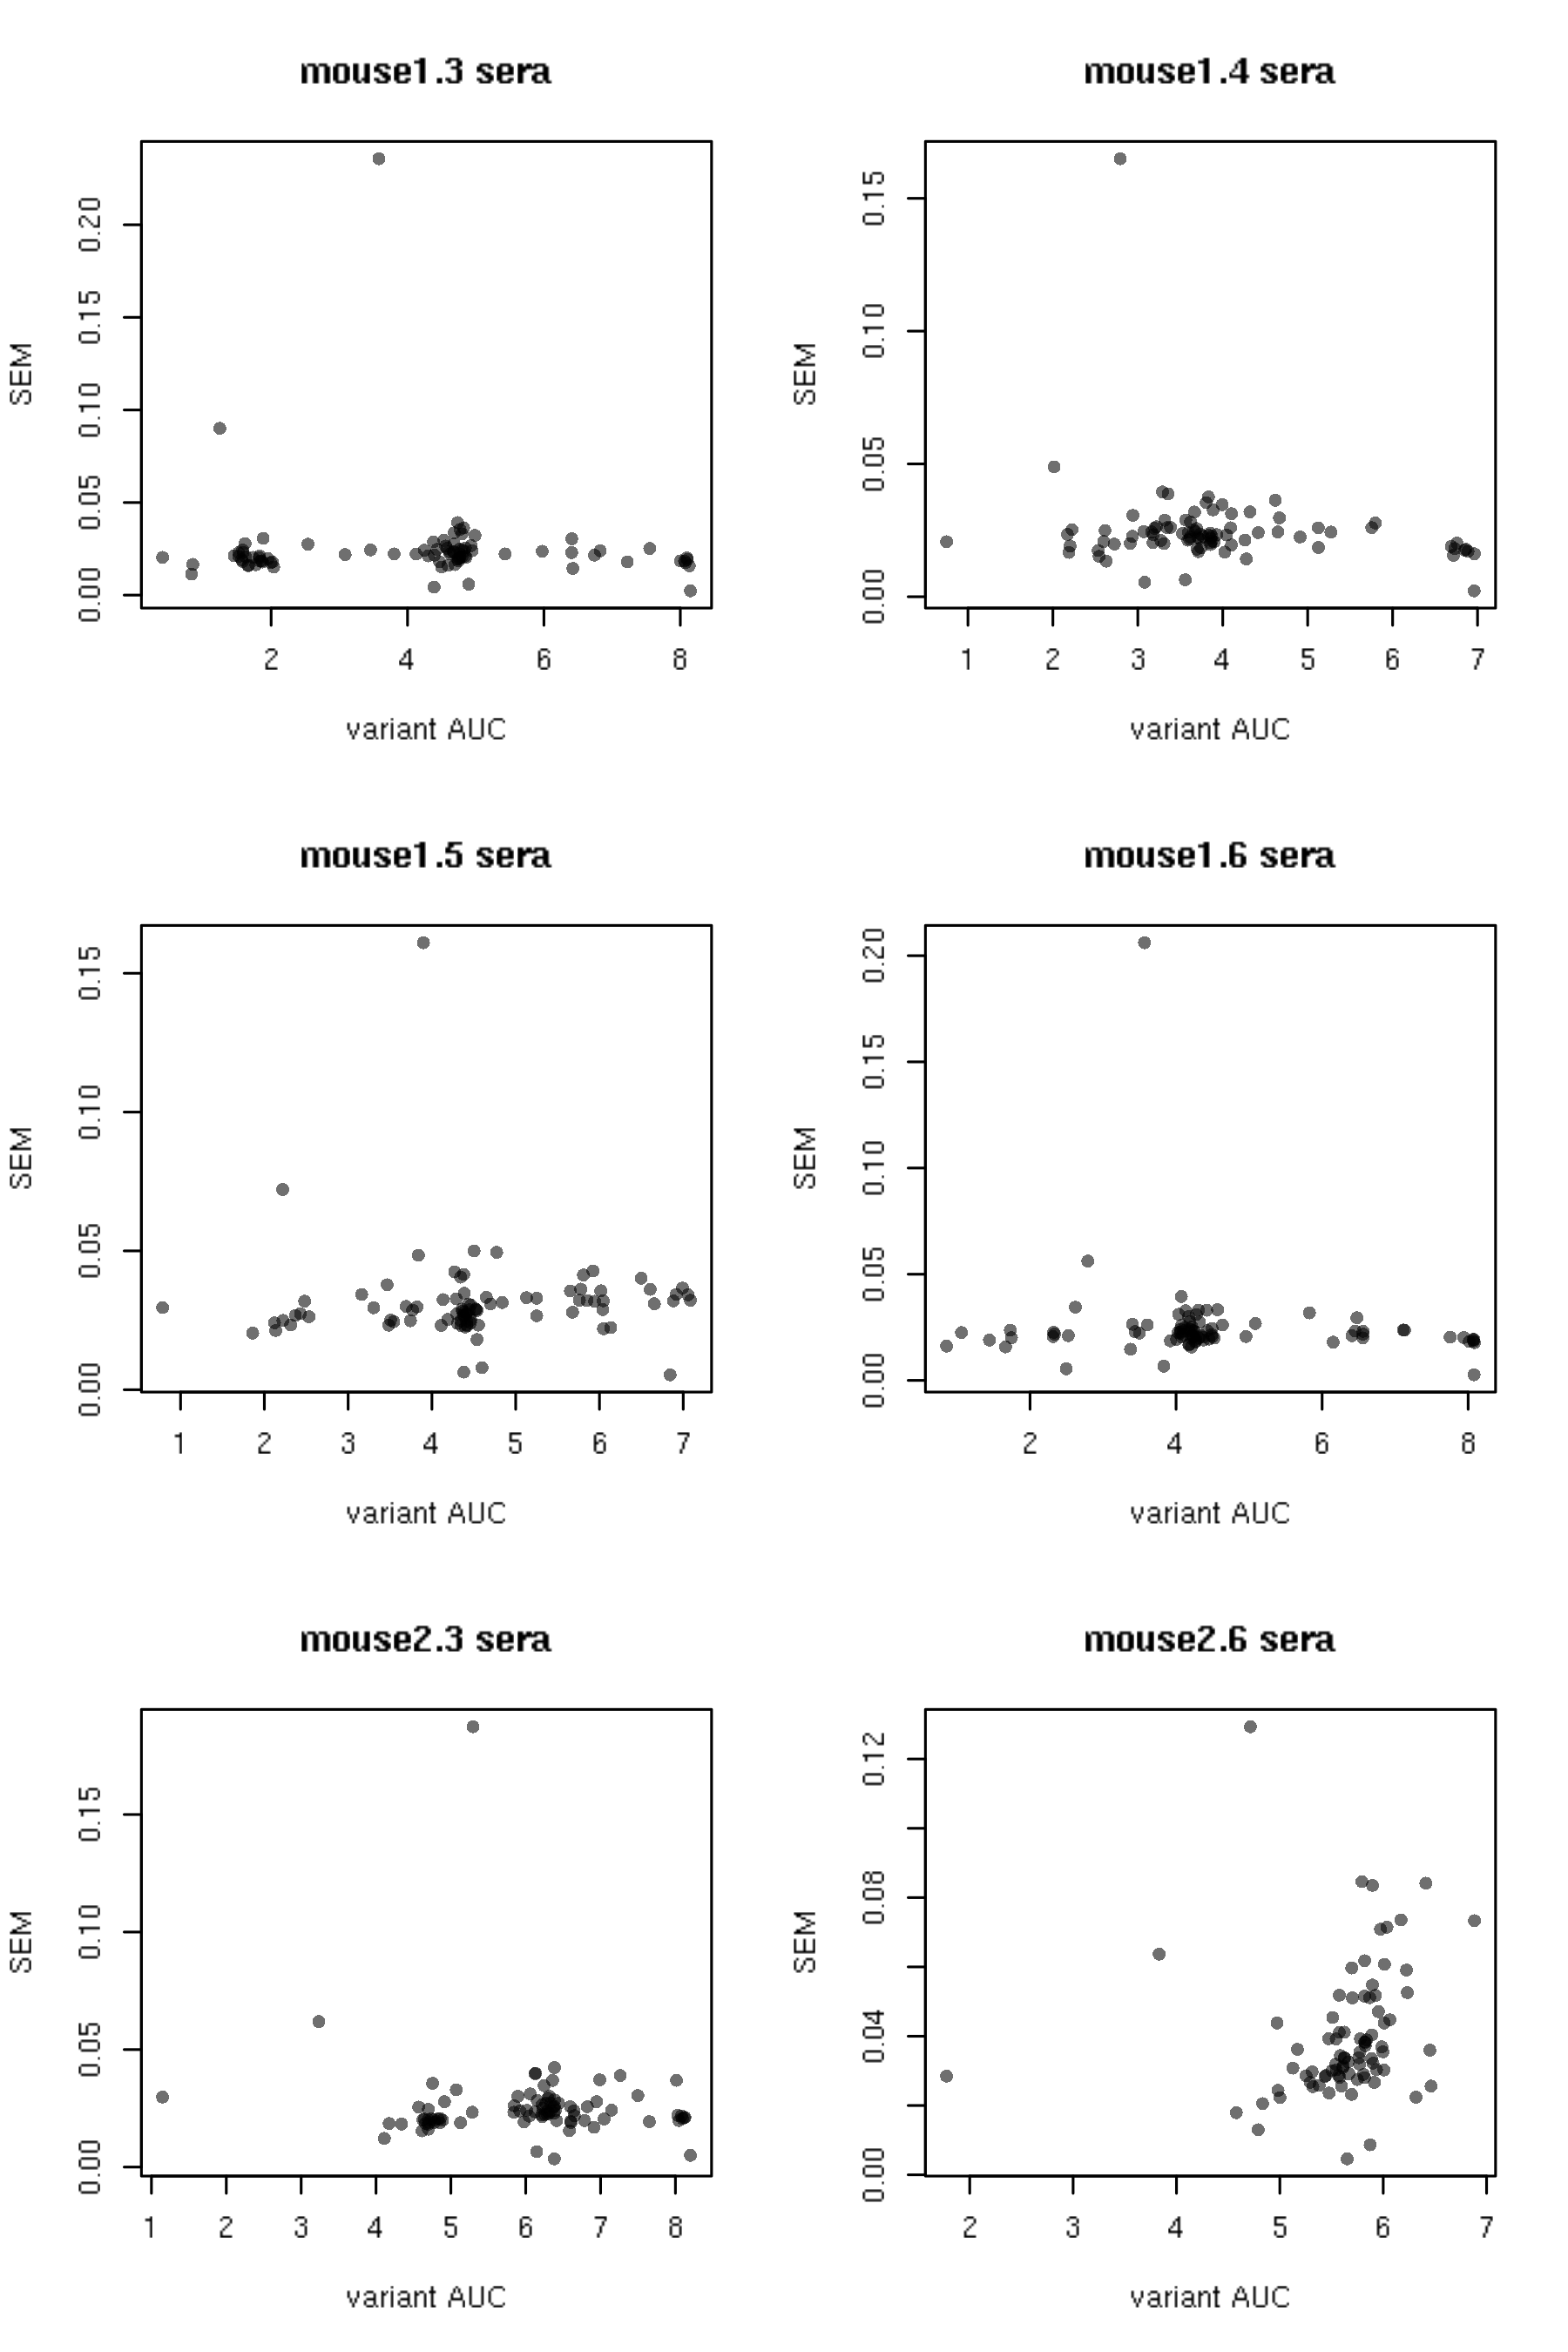 mouse1.3 sera
SEM
0.00 0.05 0.10 0.15 0.20
2 4 6 8
variant AUC
mouse1.4 sera
SEM
0.00 0.05 0.10 0.15
1 2 3 4 5 6 7
variant AUC
mouse1.5 sera
SEM
0.00 0.05 0.10 0.15
1 2 3 4 5 6 7
variant AUC
mouse1.6 sera
SEM
0.00 0.05 0.10 0.15 0.20
2 4 6 8
variant AUC
mouse2.3 sera
SEM
0.00 0.05 0.10 0.15
1 2 3 4 5 6 7 8
variant AUC
mouse2.6 sera
SEM
0.00 0.04 0.08 0.12
2 3 4 5 6 7
variant AUC